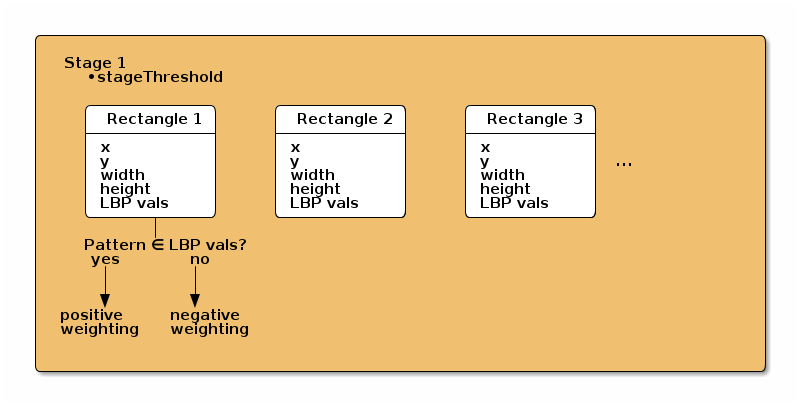 Stage 1
•stageThreshold
Rectangle 1
x
y
width
height
LBP vals
Rectangle 2
x
y
width
height
LBP vals
Rectangle 3
x
y
width
height
LBP vals
...
Pattern ∈ LBP vals?
yes no
positive
weighting
negative
weighting